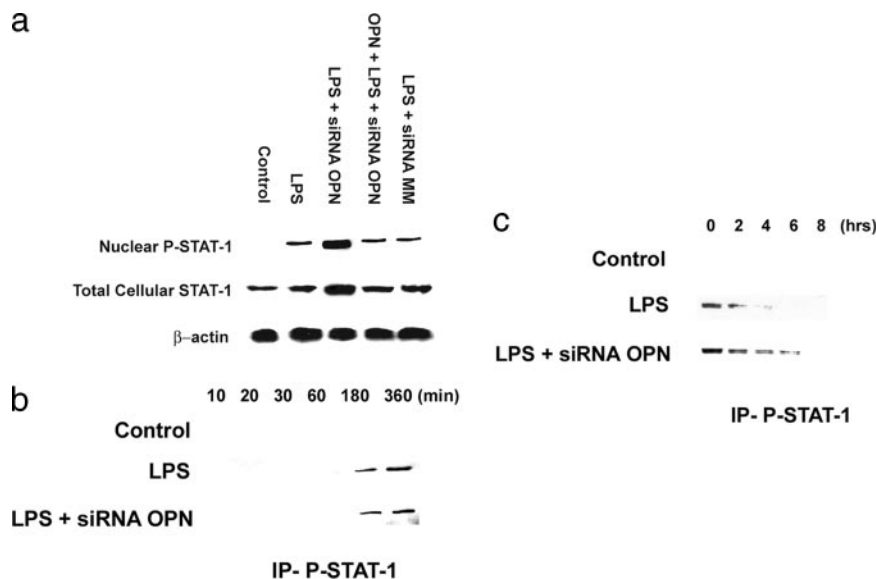 a
Control
LPS
LPS + siRNA OPN
OPN + LPS + siRNA OPN
LPS + siRNA MM
Nuclear P-STAT-1
Total Cellular STAT-1
β–actin
b
10 20 30 60 180 360 (min)
Control
LPS
LPS + siRNA OPN
IP- P-STAT-1
c
0 2 4 6 8 (hrs)
Control
LPS
LPS + siRNA OPN
IP- P-STAT-1